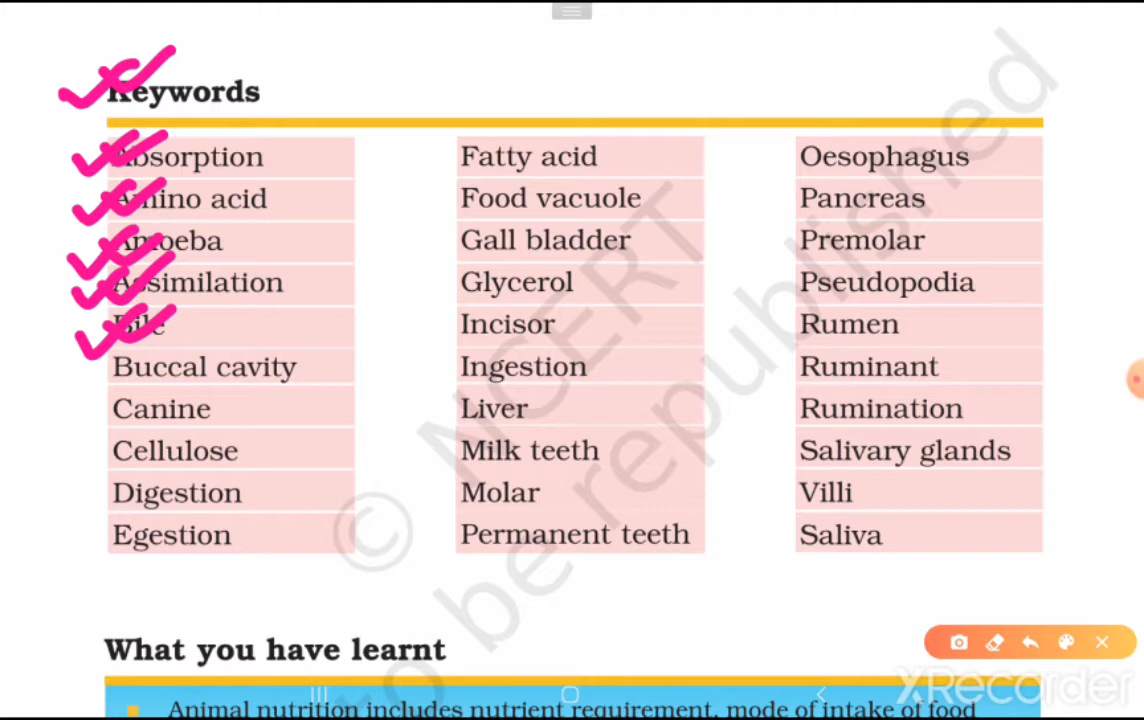 Keywords
Absorption
Amino acid
Amoeba
Assimilation
Bile
Buccal cavity
Canine
Cellulose
Digestion
Egestion
Fatty acid
Food vacuole
Gall bladder
Glycerol
Incisor
Ingestion
Liver
Milk teeth
Molar
Permanent teeth
Oesophagus
Pancreas
Premolar
Pseudopodia
Rumen
Ruminant
Rumination
Salivary glands
Villi
Saliva
© NCERT
to be republished
What you have learnt
Animal nutrition includes nutrient requirement, mode of intake of food
XRecorder